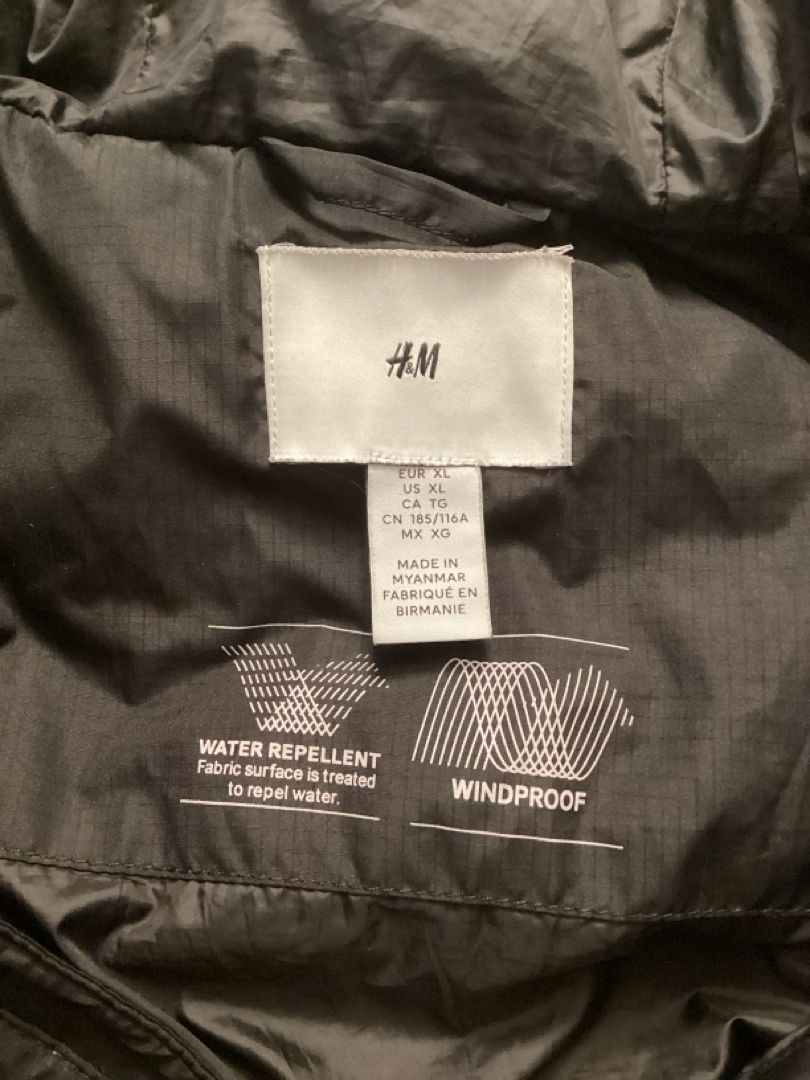 H&M
EUR XL
US XL
CA TG
CN 185/116A
MX XG
MADE IN
MYANMAR
FABRIQUÉ EN
BIRMANIE
WATER REPELLENT
Fabric surface is treated
to repel water.
WINDPROOF